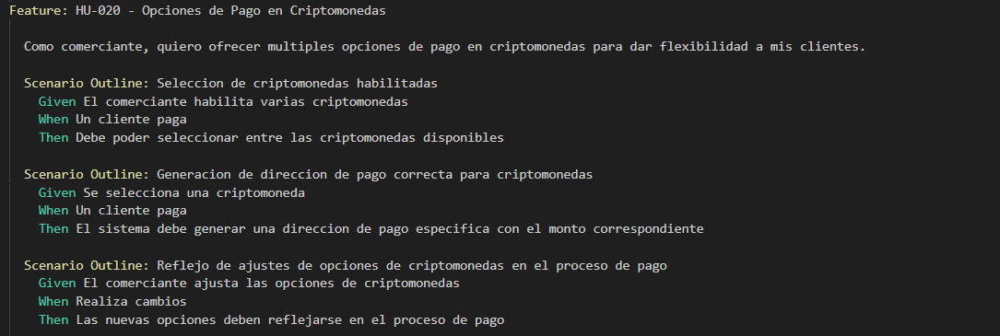 Feature: HU-020 - Opciones de Pago en Criptomonedas
Como comerciante, quiero ofrecer multiples opciones de pago en criptomonedas para dar flexibilidad a mis clientes.
Scenario Outline: Seleccion de criptomonedas habilitadas
Given El comerciante habilita varias criptomonedas
When Un cliente paga
Then Debe poder seleccionar entre las criptomonedas disponibles
Scenario Outline: Generacion de direccion de pago correcta para criptomonedas
Given Se selecciona una criptomoneda
When Un cliente paga
Then El sistema debe generar una direccion de pago especifica con el monto correspondiente
Scenario Outline: Reflejo de ajustes de opciones de criptomonedas en el proceso de pago
Given El comerciante ajusta las opciones de criptomonedas
When Realiza cambios
Then Las nuevas opciones deben reflejarse en el proceso de pago